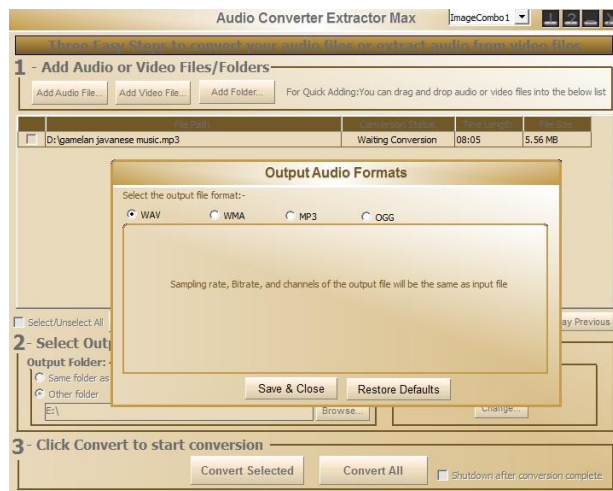 Audio Converter Extractor Max
ImageCombo1
Three Easy Steps to convert your audio files or extract audio from video files
1 - Add Audio or Video Files/Folders
Add Audio File... Add Video File... Add Folder... For Quick Adding:You can drag and drop audio or video files into the below list
File Path Conversion Status Time Length File Size
D:\gamelan javanese music.mp3 Waiting Conversion 08:05 5.56 MB
Output Audio Formats
Select the output file format:-
WAV WMA MP3 OGG
Sampling rate, Bitrate, and channels of the output file will be the same as input file
Select/Unselect All ay Previous
2- Select Outp
Output Folder:-
Same folder as
Other folder
Save & Close Restore Defaults
E:\ Browse... Change...
3- Click Convert to start conversion
Convert Selected Convert All Shutdown after conversion complete